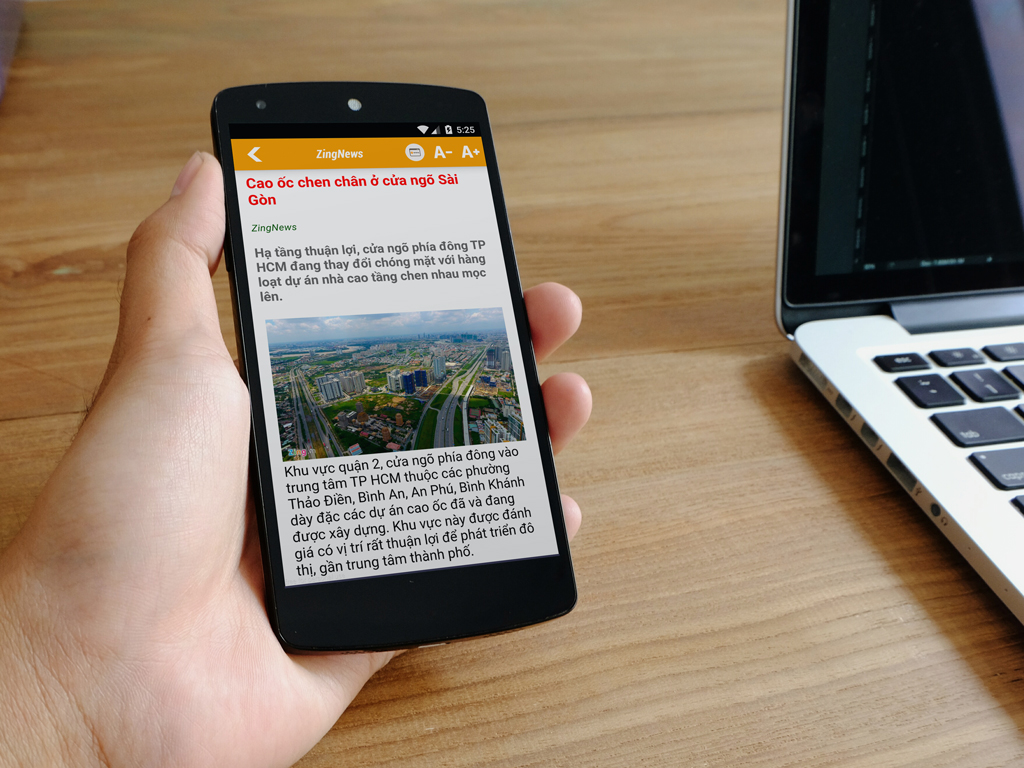 5:25
ZingNews
A-
A+
Cao ốc chen chân ở cửa ngõ Sài
Gòn
ZingNews
Hạ tầng thuận lợi, cửa ngõ phía đông TP
HCM đang thay đổi chóng mặt với hàng
loạt dự án nhà cao tầng chen nhau mọc
lên.
Khu vực quận 2, cửa ngõ phía đông vào
trung tâm TP HCM thuộc các phường
Thảo Điền, Bình An, An Phú, Bình Khánh
dày đặc các dự án cao ốc đã và đang
được xây dựng. Khu vực này được đánh
giá có vị trí rất thuận lợi để phát triển đô
thị, gần trung tâm thành phố.
esc
tab